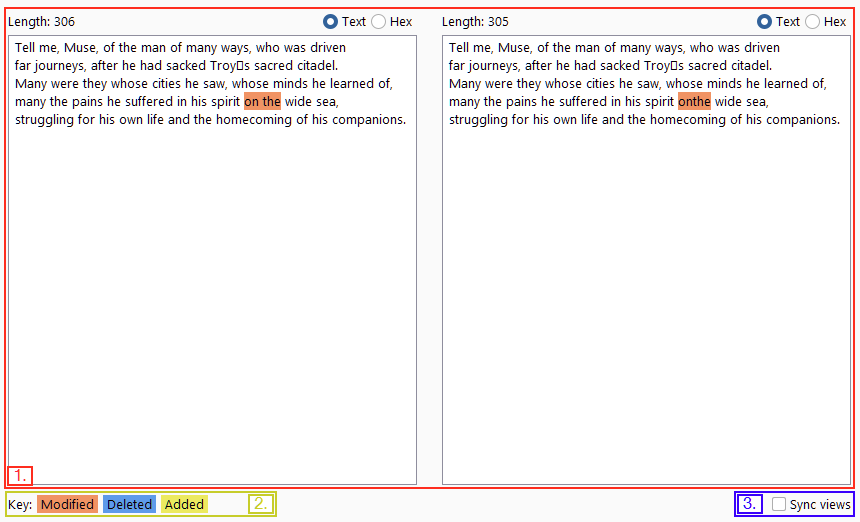 Length: 306
Text
Hex
Tell me, Muse, of the man of many ways, who was driven
far journeys, after he had sacked Troy▯s sacred citadel.
Many were they whose cities he saw, whose minds he learned of,
many the pains he suffered in his spirit on the wide sea,
struggling for his own life and the homecoming of his companions.
Length: 305
Text
Hex
Tell me, Muse, of the man of many ways, who was driven
far journeys, after he had sacked Troy▯s sacred citadel.
Many were they whose cities he saw, whose minds he learned of,
many the pains he suffered in his spirit onthe wide sea,
struggling for his own life and the homecoming of his companions.
1.
Key: Modified Deleted Added 2.
3. Sync views